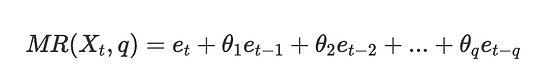 MR(X_t, q) = e_t + θ_1e_{t−1} + θ_2e_{t−2} + ... + θ_qe_{t−q}